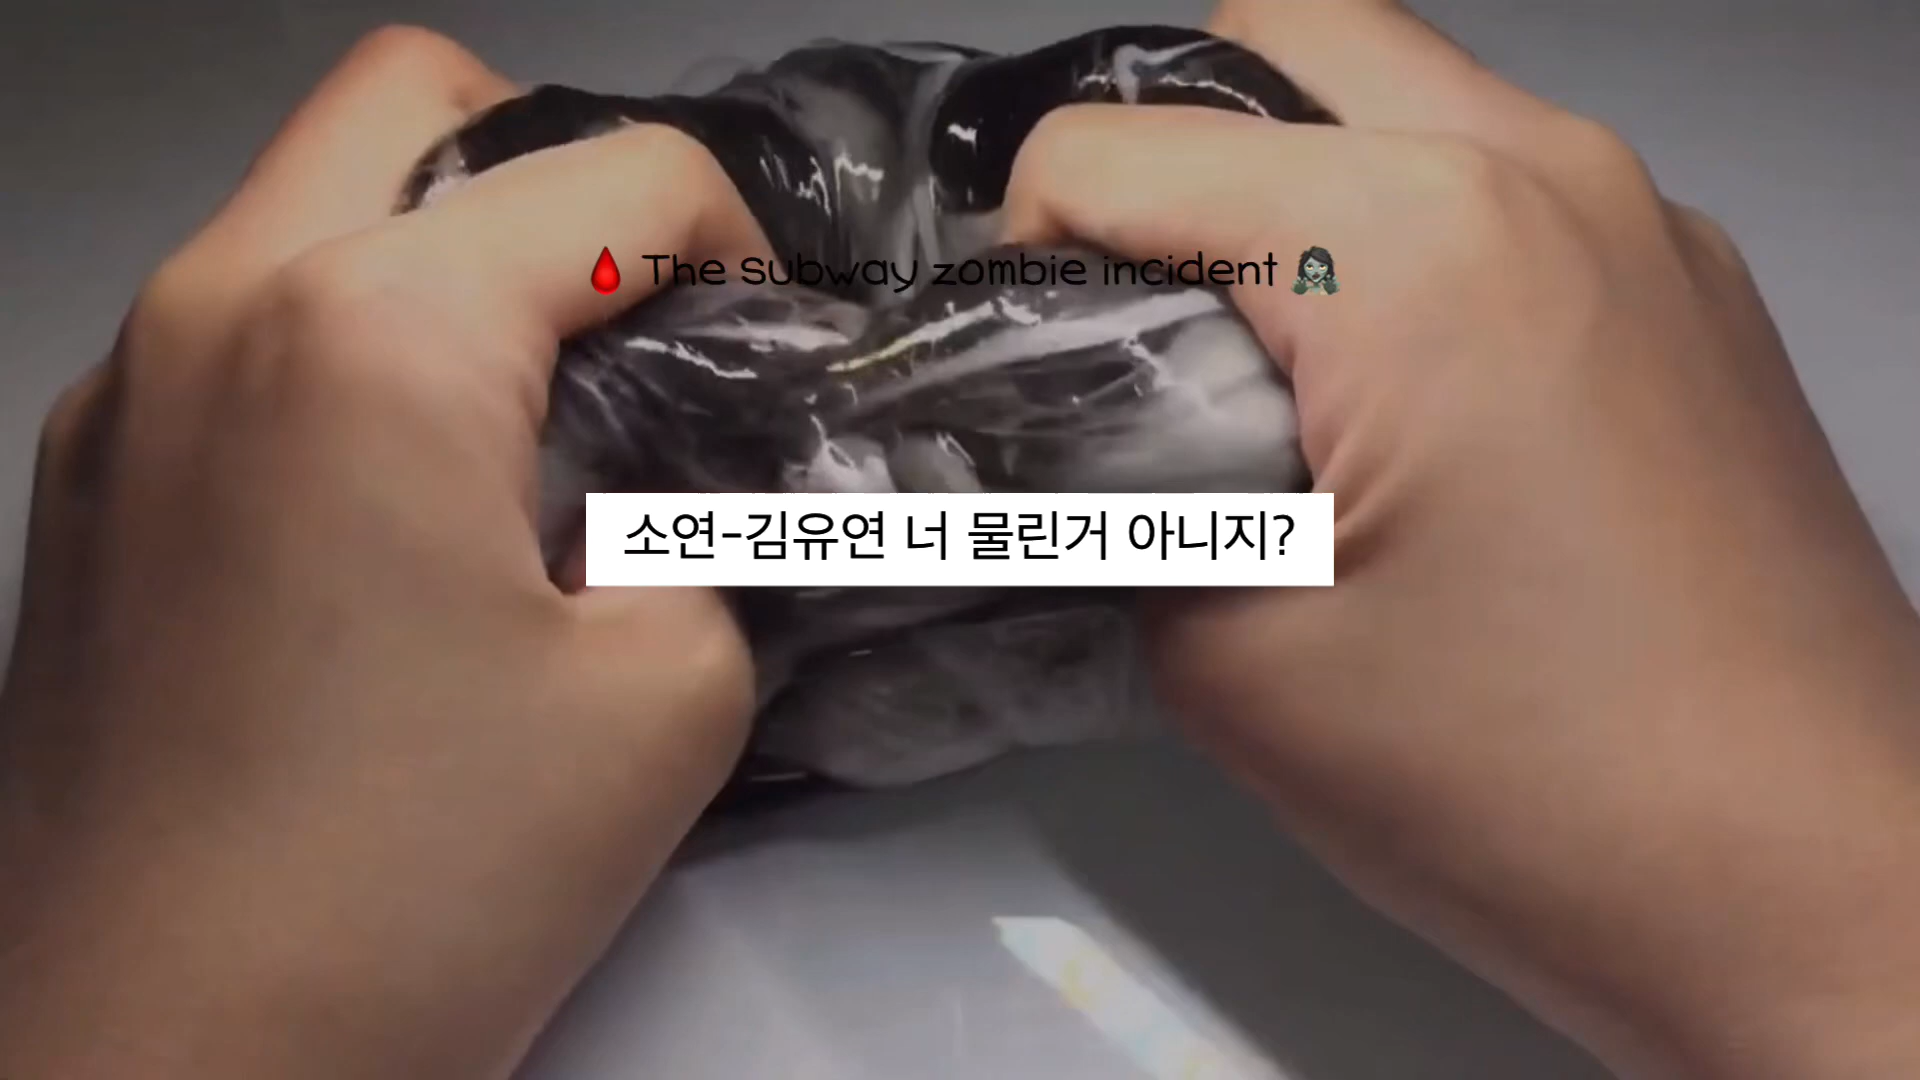 🩸 The subway zombie incident 🧟‍♀️
소연-김유연 너 물린거 아니지?